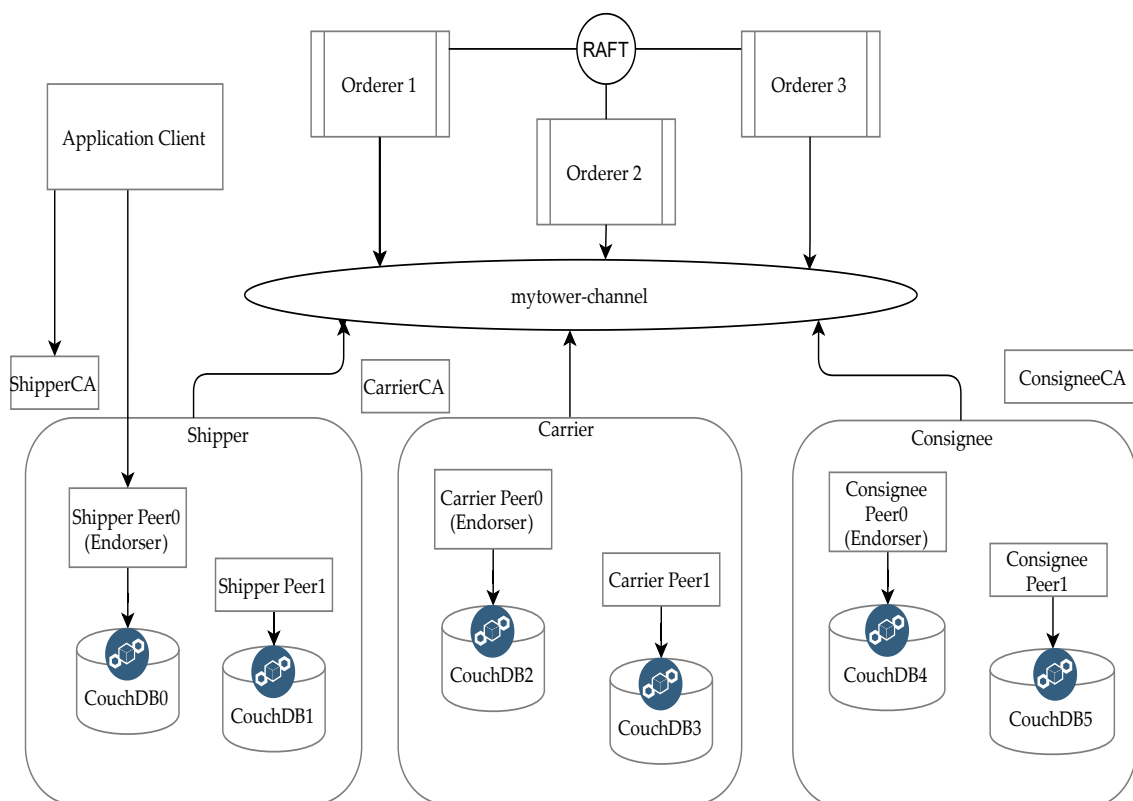 RAFT
Orderer 1
Orderer 3
Application Client
Orderer 2
mytower-channel
ShipperCA
CarrierCA
ConsigneeCA
Shipper
Carrier
Consignee
Shipper Peer0
(Endorser)
Shipper Peer1
Carrier Peer0
(Endorser)
Carrier Peer1
Consignee
Peer0
(Endorser)
Consignee
Peer1
CouchDB0
CouchDB1
CouchDB2
CouchDB3
CouchDB4
CouchDB5